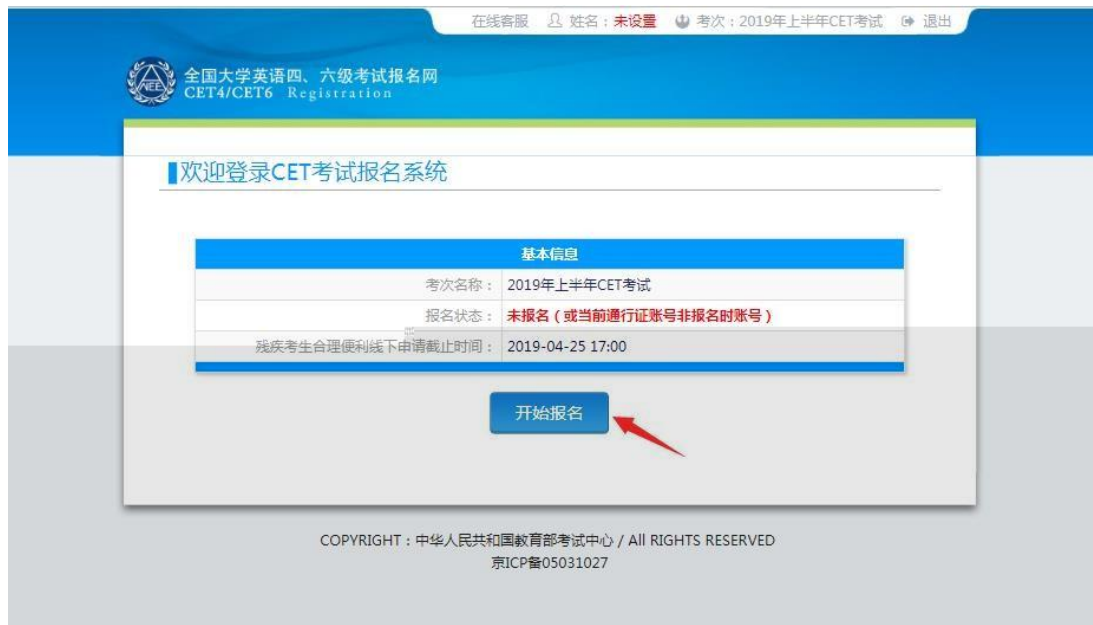 在线客服 姓名：未设置 考次：2019年上半年CET考试 退出
NEEA
全国大学英语四、六级考试报名网
CET4/CET6 Registration
欢迎登录CET考试报名系统
基本信息
考次名称： 2019年上半年CET考试
报名状态： 未报名（或当前通行证账号非报名时账号）
残疾考生合理便利线下申请截止时间： 2019-04-25 17:00
开始报名
COPYRIGHT：中华人民共和国教育部考试中心 / All RIGHTS RESERVED
京ICP备05031027